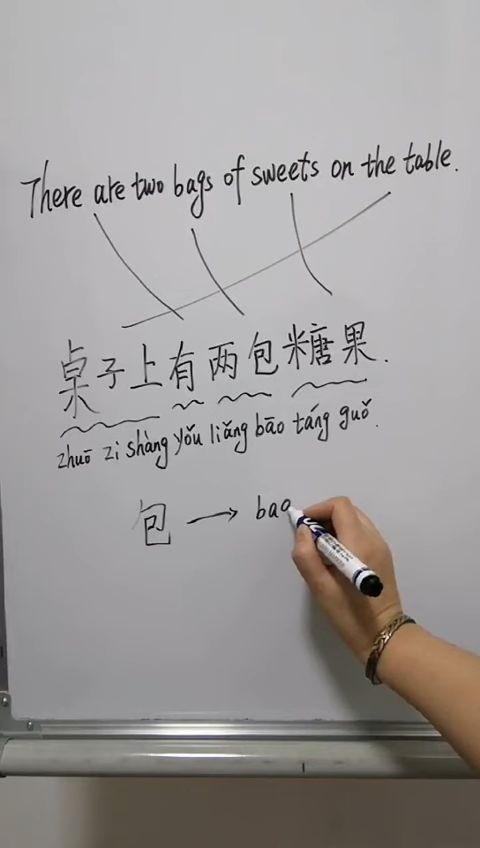 There are two bags of sweets on the table.
桌子上有两包糖果.
zhuō zi shàng yǒu liǎng bāo táng guǒ.
包 → bao